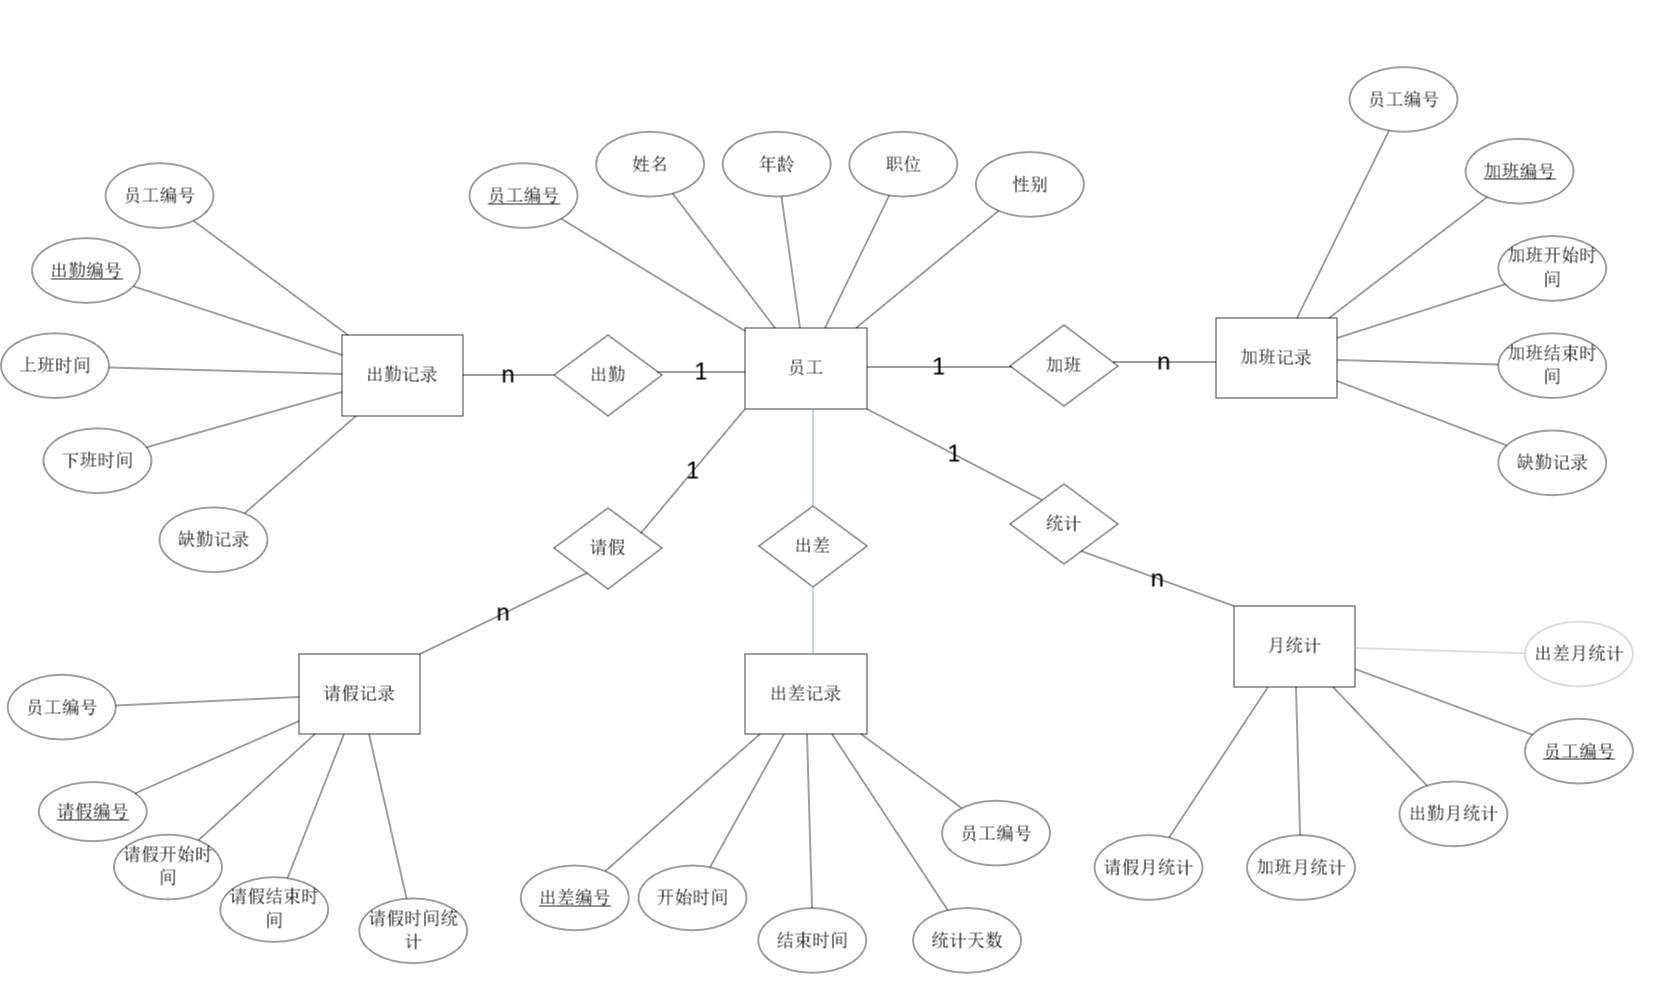 员工编号
姓名
年龄
职位
性别
员工编号
员工编号
加班编号
出勤编号
加班开始时
间
上班时间
出勤记录
n
出勤
1
员工
1
加班
n
加班记录
加班结束时
间
下班时间
缺勤记录
缺勤记录
1
1
请假
出差
统计
n
n
员工编号
请假记录
出差记录
月统计
出差月统计
员工编号
请假编号
请假开始时
间
请假结束时
间
请假时间统
计
出差编号
开始时间
结束时间
统计天数
员工编号
请假月统计
加班月统计
出勤月统计